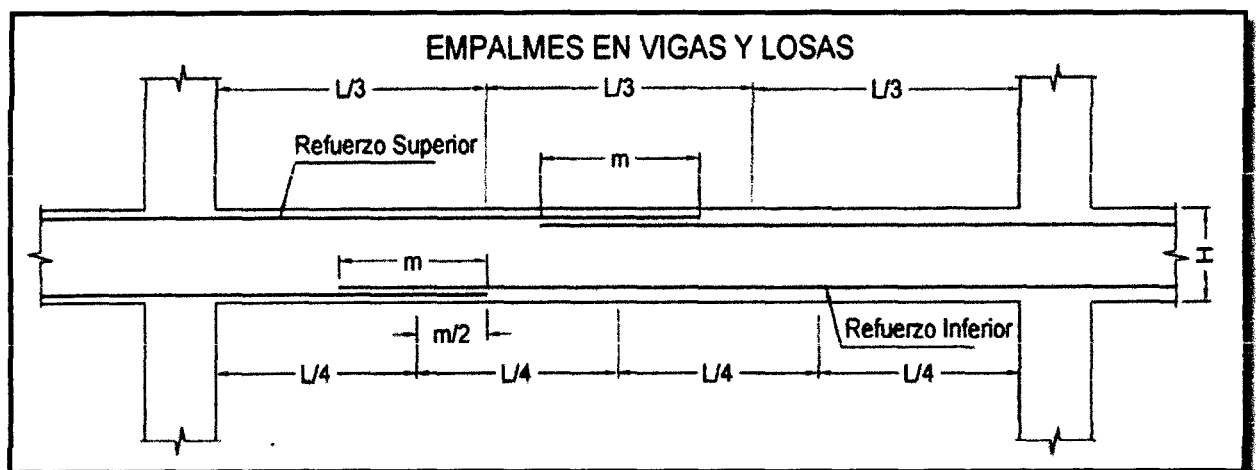 EMPALMES EN VIGAS Y LOSAS
L/3 L/3 L/3
Refuerzo Superior
m
m
H
m/2
Refuerzo Inferior
L/4 L/4 L/4 L/4